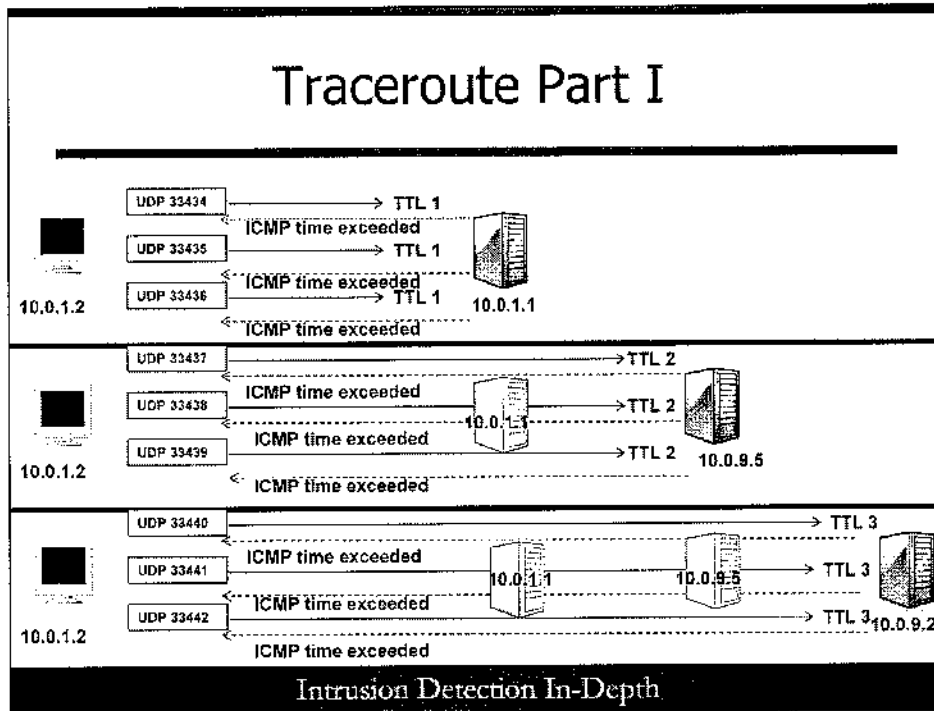 Traceroute Part I
UDP 33434
TTL 1
ICMP time exceeded
UDP 33435
TTL 1
ICMP time exceeded
UDP 33436
TTL 1
ICMP time exceeded
10.0.1.2
10.0.1.1
UDP 33437
TTL 2
ICMP time exceeded
UDP 33438
TTL 2
10.0.1.1
ICMP time exceeded
UDP 33439
TTL 2
10.0.9.5
10.0.1.2
ICMP time exceeded
UDP 33440
TTL 3
ICMP time exceeded
UDP 33441
10.0.1.1
10.0.9.5
TTL 3
ICMP time exceeded
UDP 33442
TTL 3
10.0.9.2
10.0.1.2
ICMP time exceeded
Intrusion Detection In-Depth